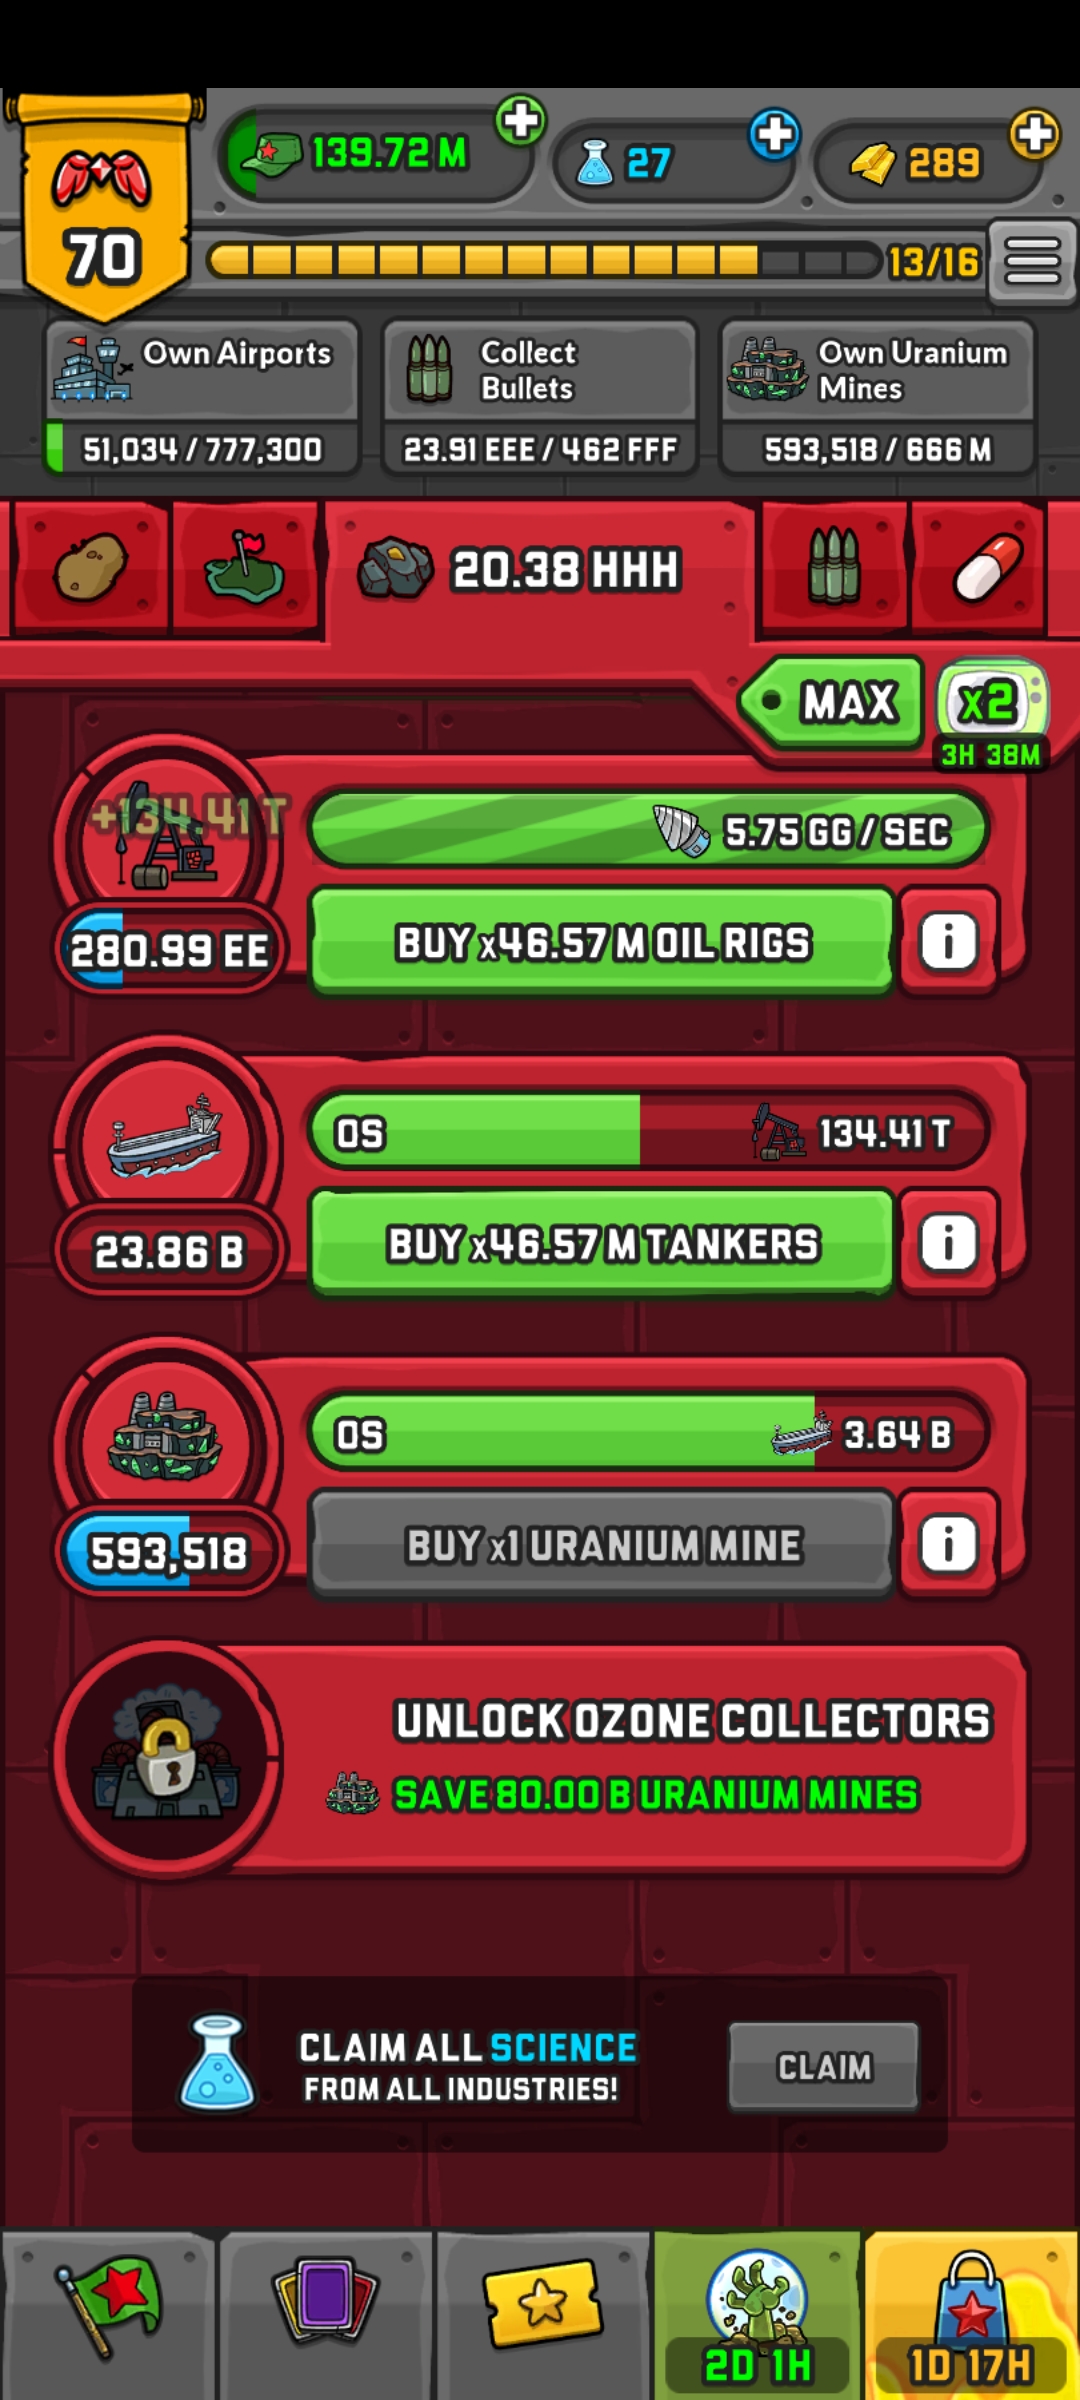 139.72 M
27
289
70
13/16
Own Airports
51,034 / 777,300
Collect
Bullets
23.91 EEE / 462 FFF
Own Uranium
Mines
593,518 / 666 M
20.38 HHH
MAX
x2
3H 38M
+134.41 T
5.75 GG / SEC
280.99 EE
BUY x46.57 M OIL RIGS
i
0S
134.41 T
23.86 B
BUY x46.57 M TANKERS
i
0S
3.64 B
593,518
BUY x1 URANIUM MINE
i
UNLOCK OZONE COLLECTORS
SAVE 80.00 B URANIUM MINES
CLAIM ALL SCIENCE
FROM ALL INDUSTRIES!
CLAIM
2D 1H
1D 17H